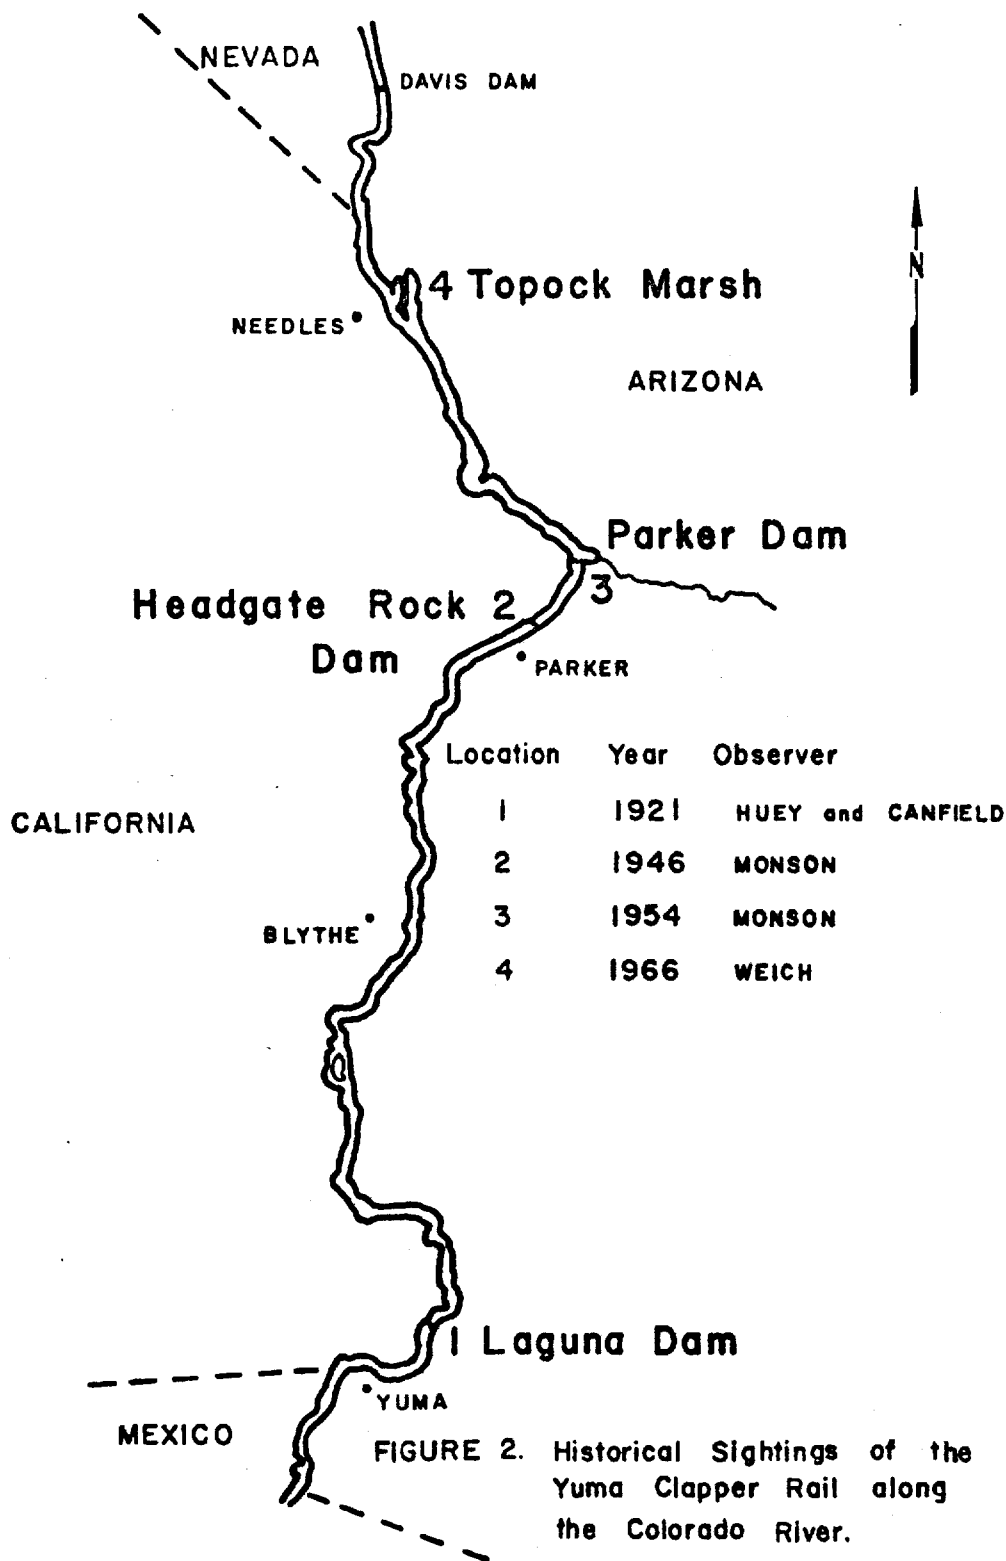 NEVADA
DAVIS DAM
4 Topock Marsh
NEEDLES
N
ARIZONA
Parker Dam
3
Headgate Rock 2
Dam
PARKER
Location Year Observer
1 1921 HUEY and CANFIELD
2 1946 MONSON
3 1954 MONSON
4 1966 WEICH
CALIFORNIA
BLYTHE
1 Laguna Dam
YUMA
MEXICO
FIGURE 2. Historical Sightings of the
Yuma Clapper Rail along
the Colorado River.